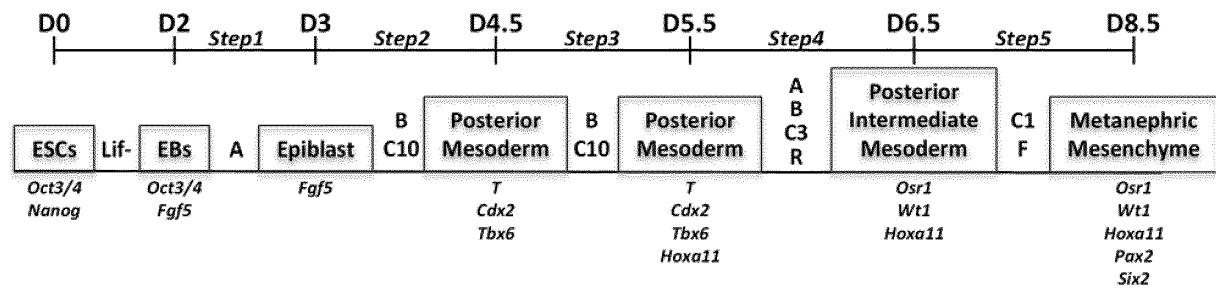 D0 D2 D3 D4.5 D5.5 D6.5 D8.5
Step1 Step2 Step3 Step4 Step5
ESCs
Lif-
EBs
A
Epiblast
B
C10
Posterior
Mesoderm
B
C10
Posterior
Mesoderm
A
B
C3
R
Posterior
Intermediate
Mesoderm
C1
F
Metanephric
Mesenchyme
Oct3/4
Nanog
Oct3/4
Fgf5
Fgf5
T
Cdx2
Tbx6
T
Cdx2
Tbx6
Hoxa11
Osr1
Wt1
Hoxa11
Osr1
Wt1
Hoxa11
Pax2
Six2